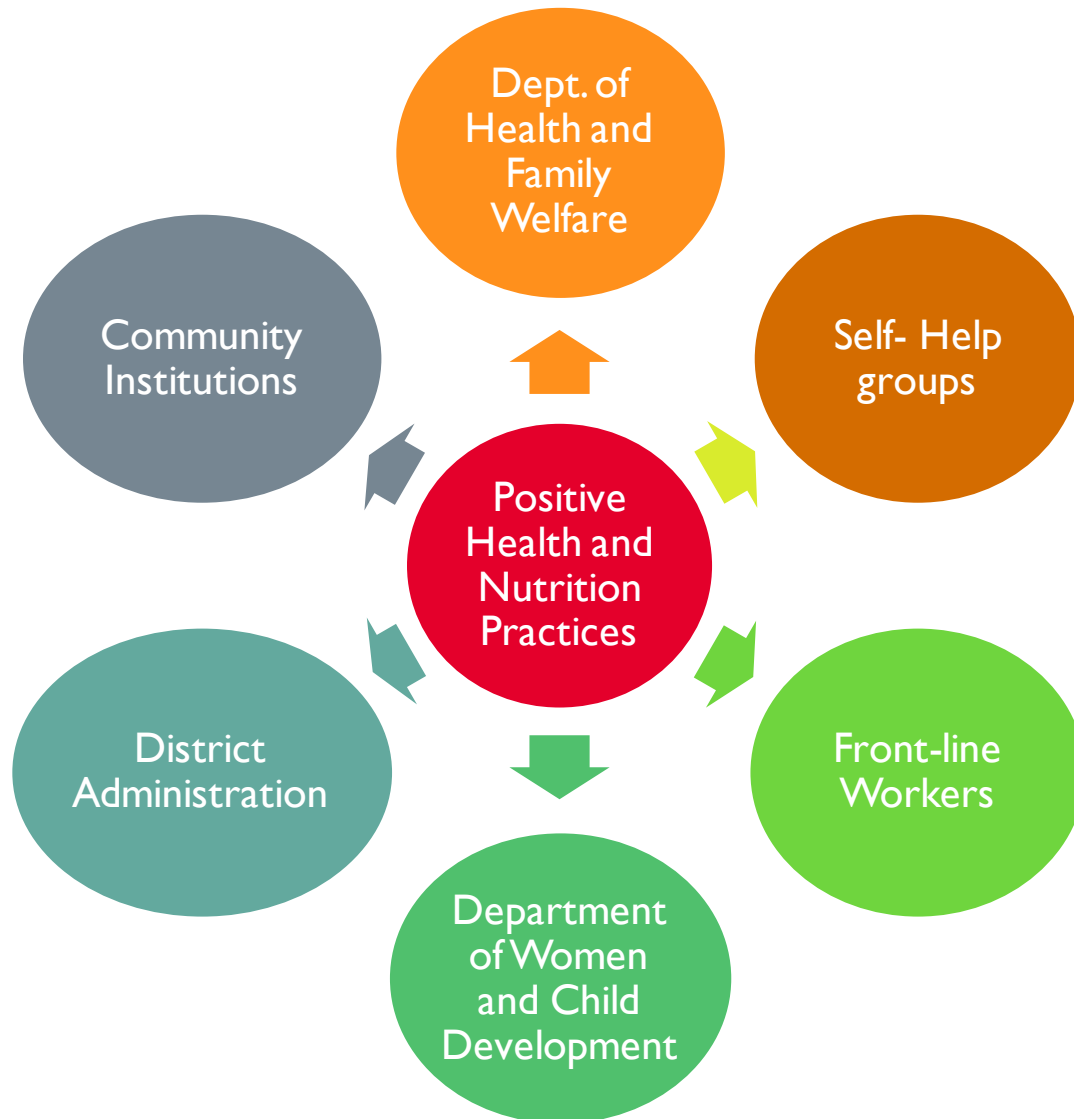 Dept. of
Health and
Family
Welfare
Self- Help
groups
Front-line
Workers
Department
of Women
and Child
Development
District
Administration
Community
Institutions
Positive
Health and
Nutrition
Practices